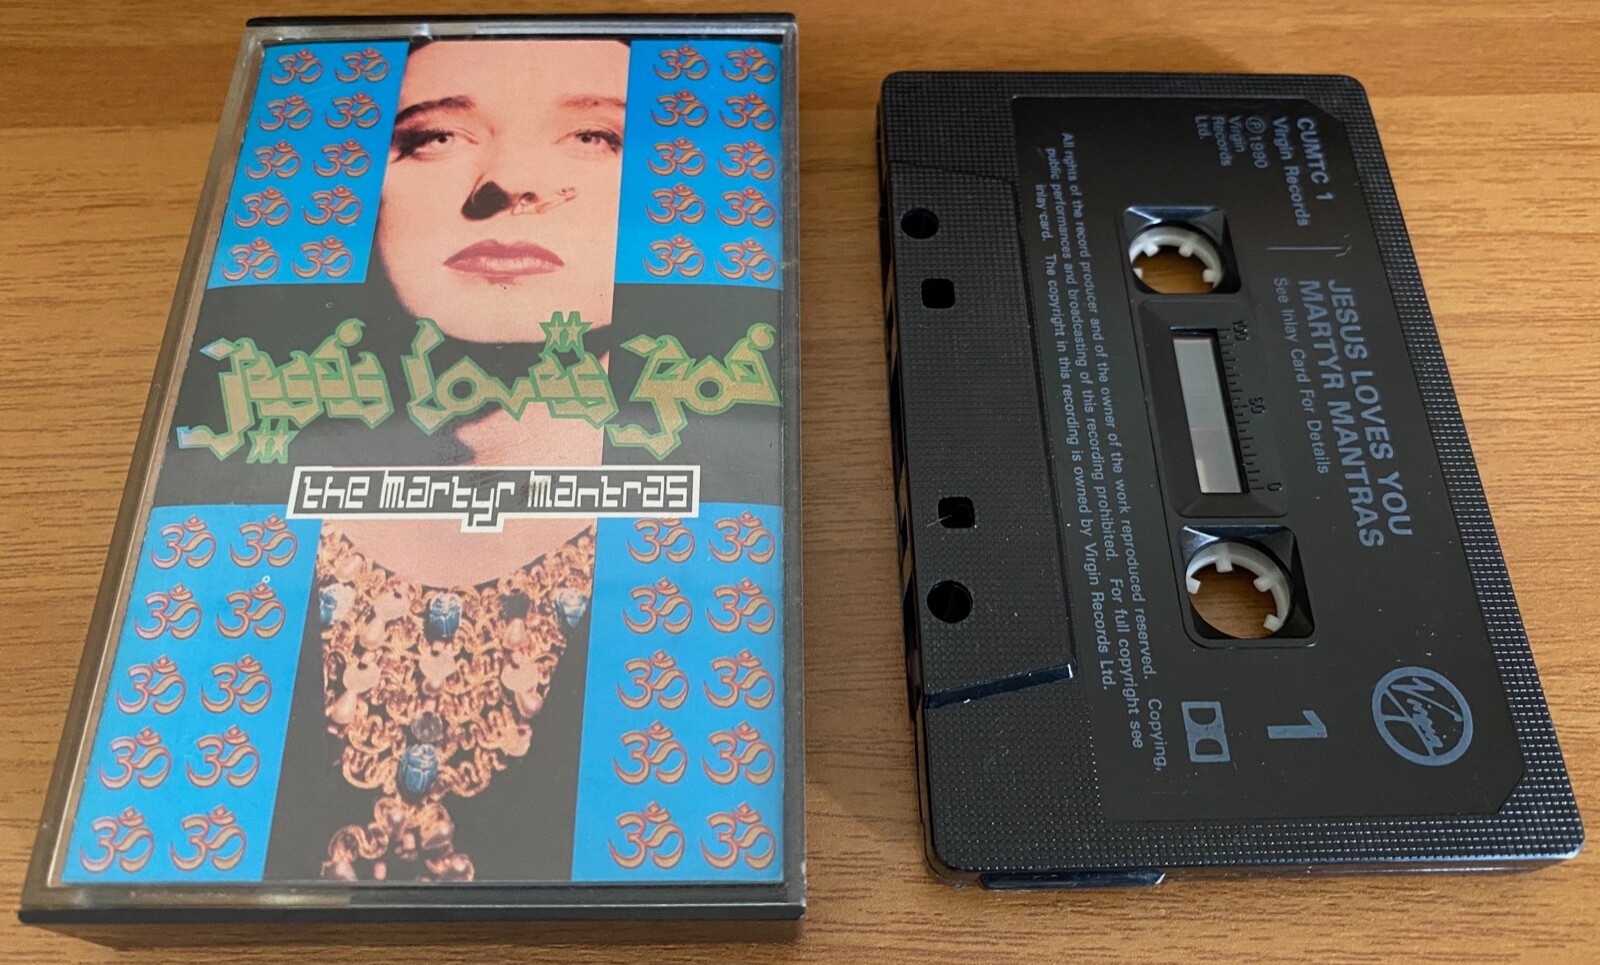 Jesus Loves You
the martyr mantras
CUMTC 1
Virgin Records
Ⓟ 1990
Virgin
Records
Ltd.
JESUS LOVES YOU
MARTYR MANTRAS
See Inlay Card For Details
100 50 0
All rights of the record producer and of the owner of the work reproduced reserved. Copying,
public performances and broadcasting of this recording prohibited. For full copyright see
inlay-card. The copyright in this recording is owned by Virgin Records Ltd.
1
Virgin
ॐ ॐ ॐ ॐ
ॐ ॐ ॐ ॐ
ॐ ॐ ॐ ॐ
ॐ ॐ ॐ ॐ
ॐ ॐ ॐ ॐ
ॐ ॐ ॐ ॐ
ॐ ॐ ॐ ॐ
ॐ ॐ ॐ ॐ
ॐ ॐ ॐ ॐ
ॐ ॐ ॐ ॐ